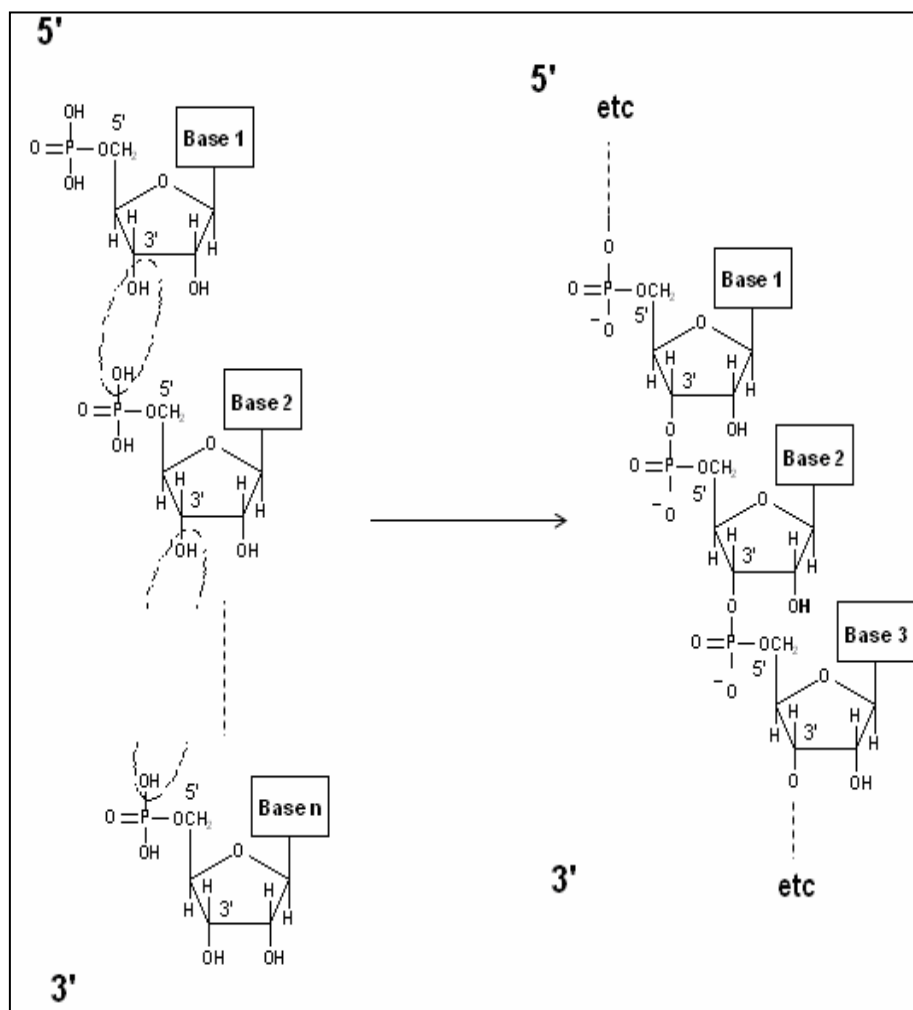 5'
OH
O=P-OCH2
5'
OH
Base 1
O
H
H
H
H
3'
OH
OH
OH
O=P-OCH2
5'
OH
Base 2
O
H
H
H
H
3'
OH
OH
OH
O=P-OCH2
5'
OH
Base n
O
H
H
H
H
3'
OH
OH
3'
5'
etc
O
O=P-OCH2
5'
−O
Base 1
O
H
H
H
H
3'
O
OH
O=P-OCH2
5'
−O
Base 2
O
H
H
H
H
3'
O
OH
O=P-OCH2
5'
−O
Base 3
O
H
H
H
H
3'
O
OH
3'
etc